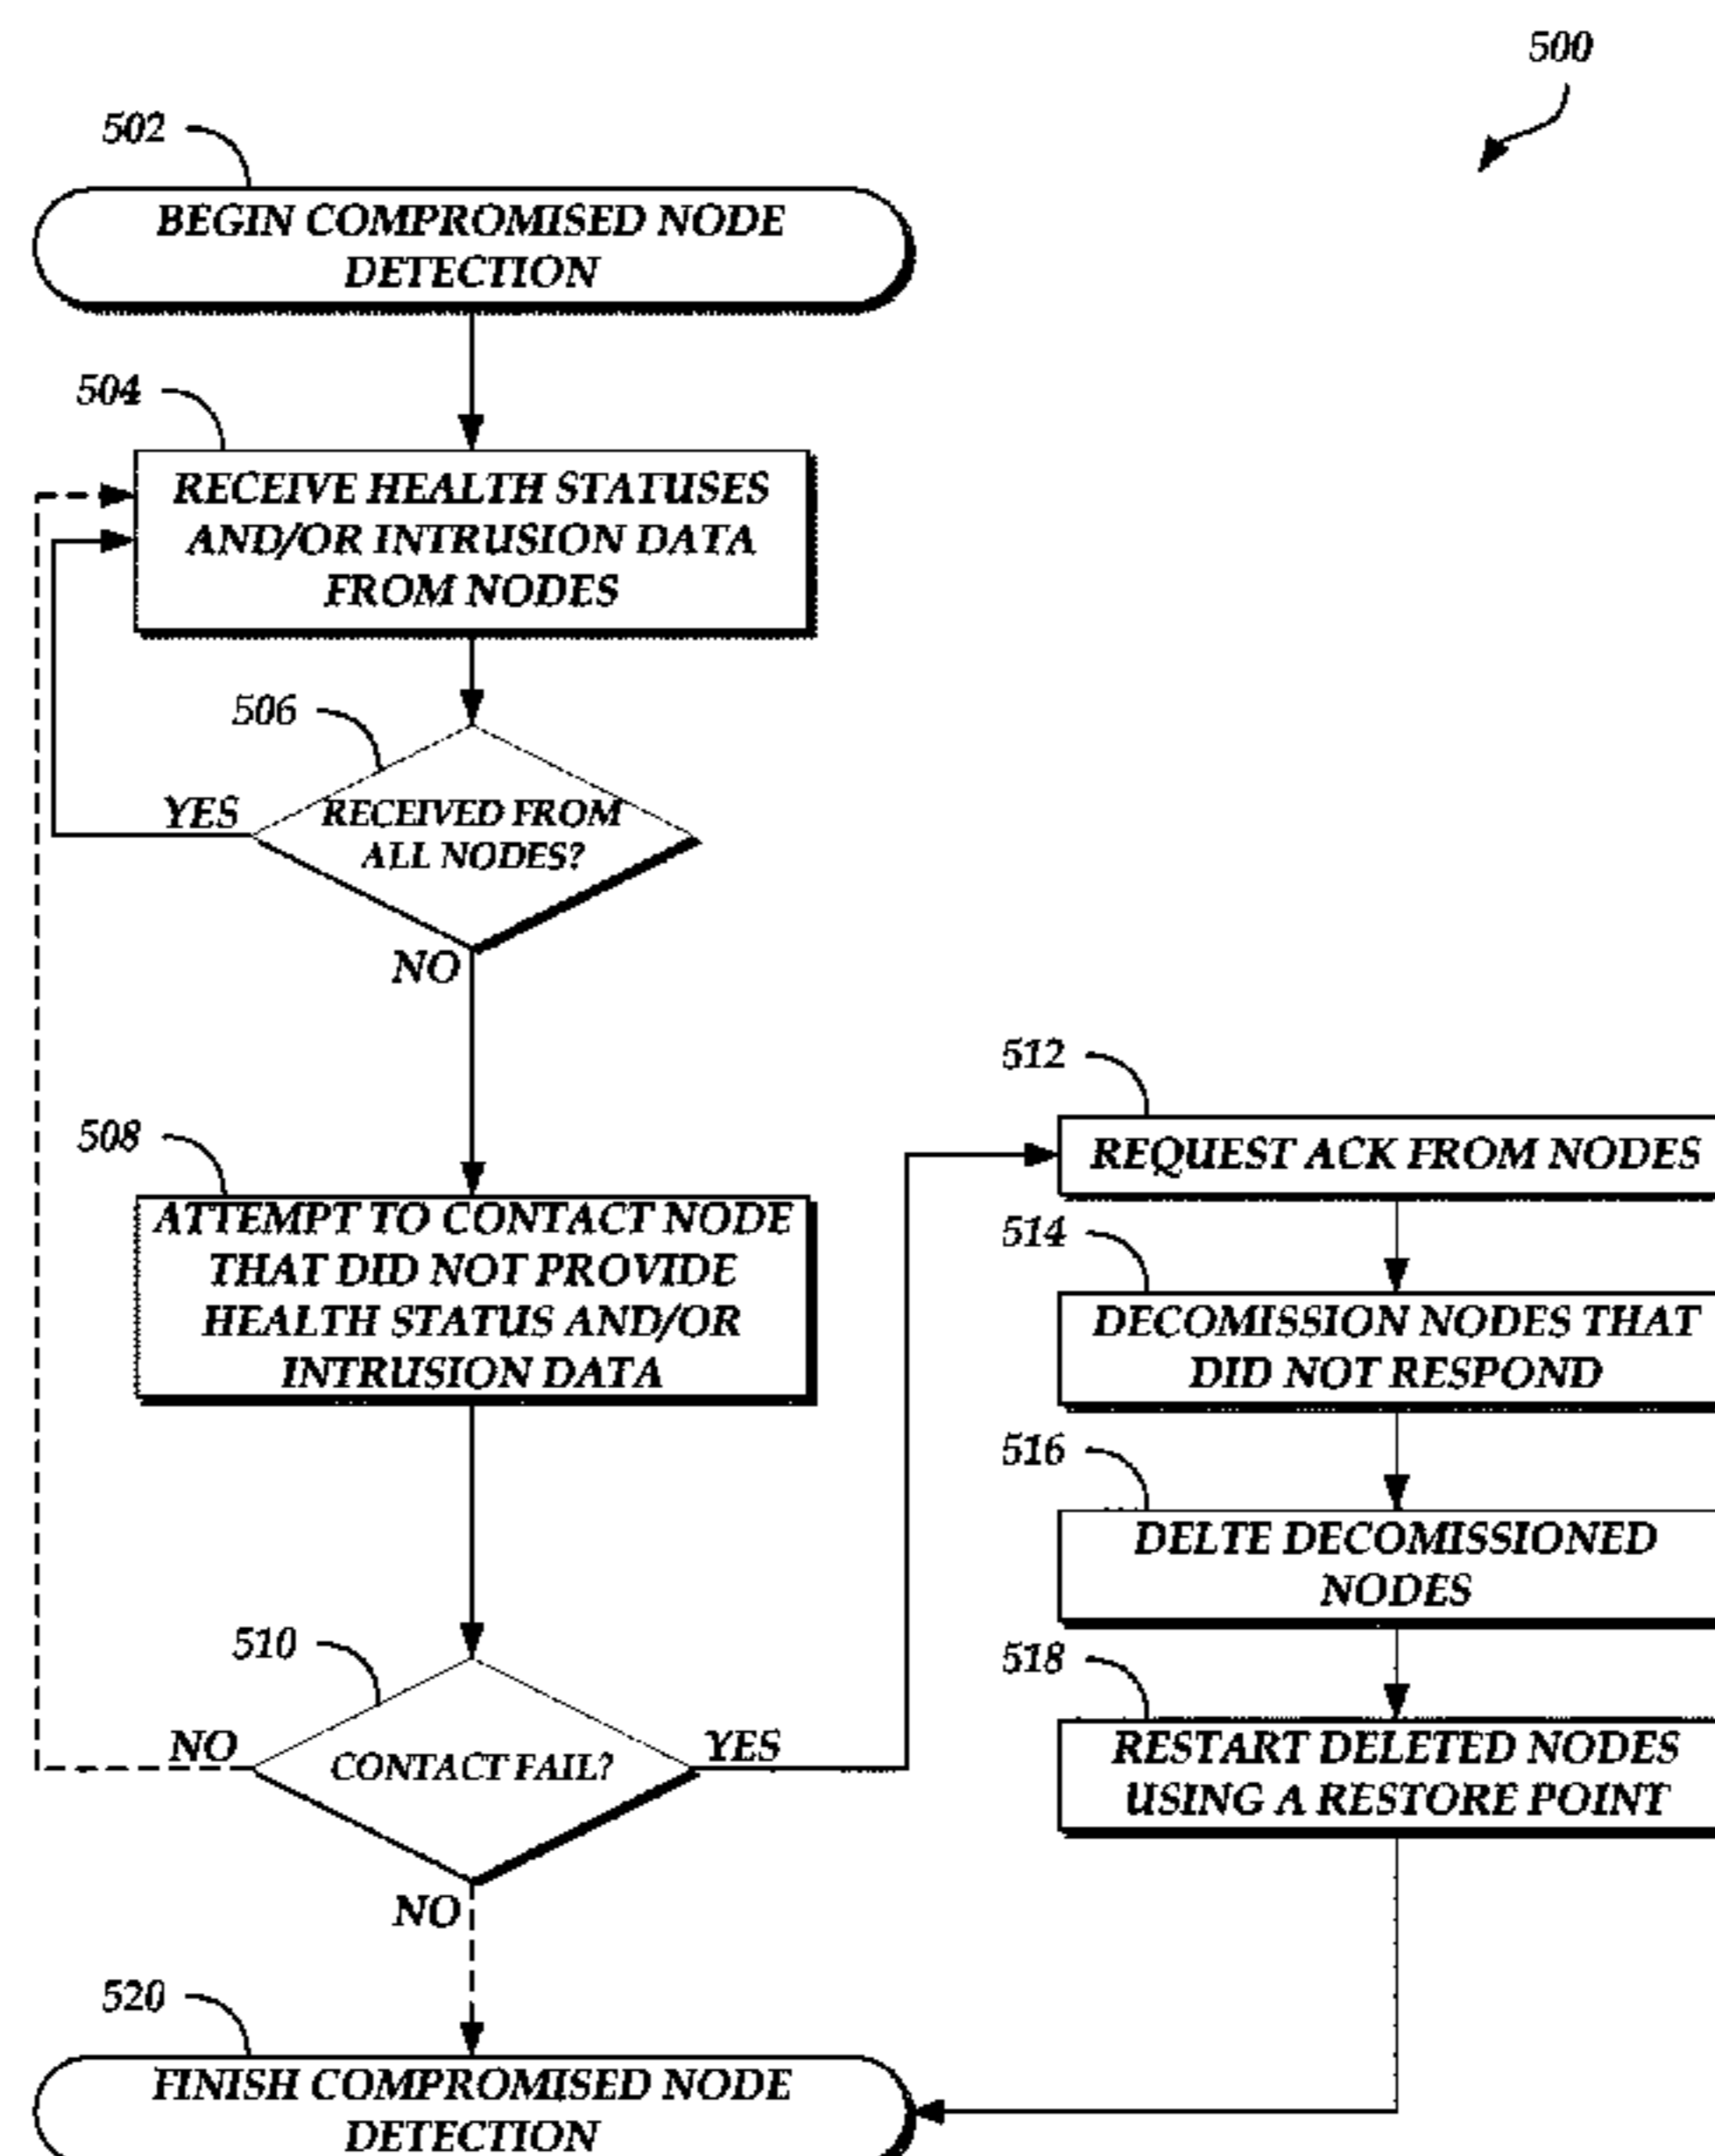 500
502
BEGIN COMPROMISED NODE
DETECTION
504
RECEIVE HEALTH STATUSES
AND/OR INTRUSION DATA
FROM NODES
506
YES
RECEIVED FROM
ALL NODES?
NO
508
ATTEMPT TO CONTACT NODE
THAT DID NOT PROVIDE
HEALTH STATUS AND/OR
INTRUSION DATA
510
NO
CONTACT FAIL?
YES
NO
512
REQUEST ACK FROM NODES
514
DECOMISSION NODES THAT
DID NOT RESPOND
516
DELTE DECOMISSIONED
NODES
518
RESTART DELETED NODES
USING A RESTORE POINT
520
FINISH COMPROMISED NODE
DETECTION